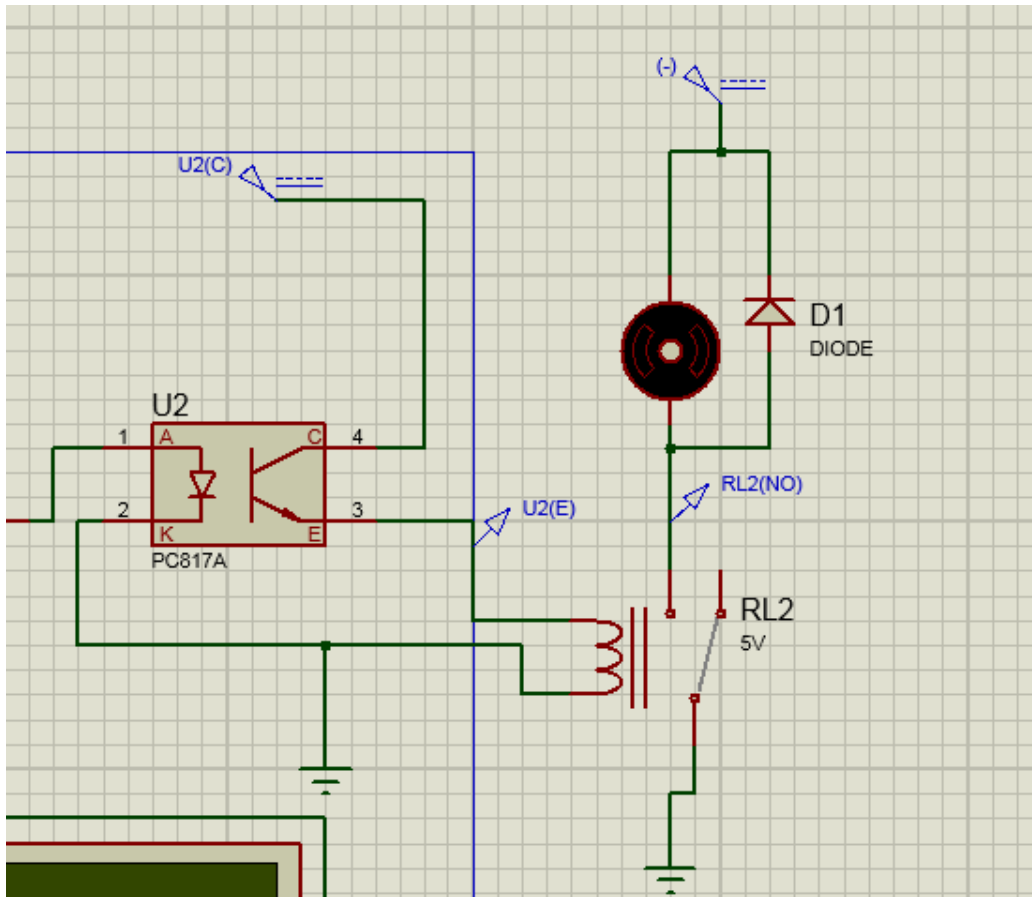 (-)
U2(C)
D1
DIODE
U2
1
A
C
4
2
K
E
3
PC817A
U2(E)
RL2(NO)
RL2
5V